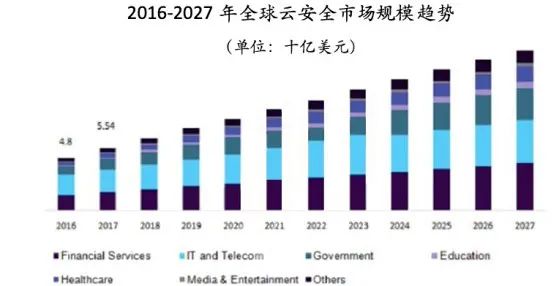 2016-2027 年全球云安全市场规模趋势
(单位：十亿美元)
4.8
5.54
2016 2017 2018 2019 2020 2021 2022 2023 2024 2025 2026 2027
Financial Services IT and Telecom Government Education
Healthcare Media & Entertainment Others